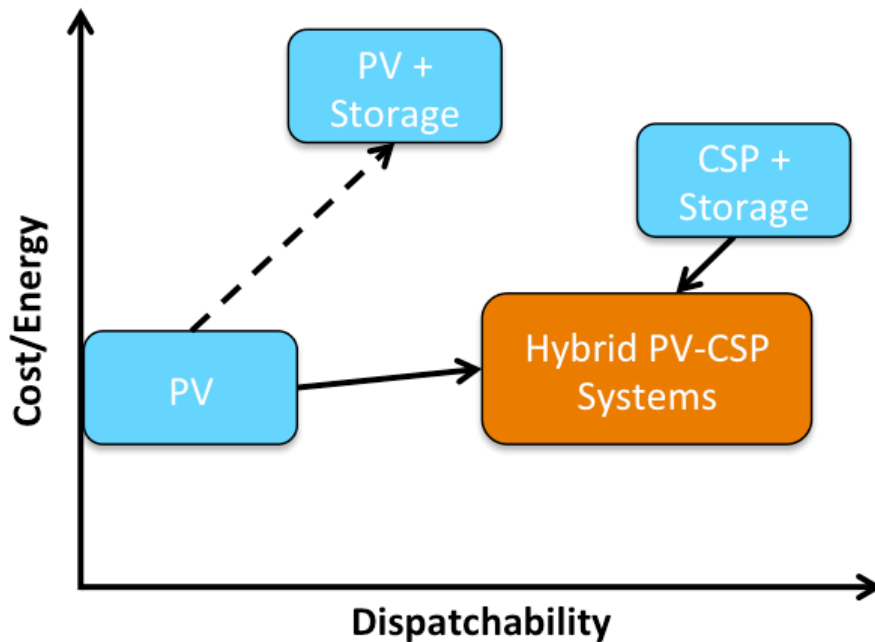 PV +
Storage
CSP +
Storage
Cost/Energy
PV
Hybrid PV-CSP
Systems
Dispatchability